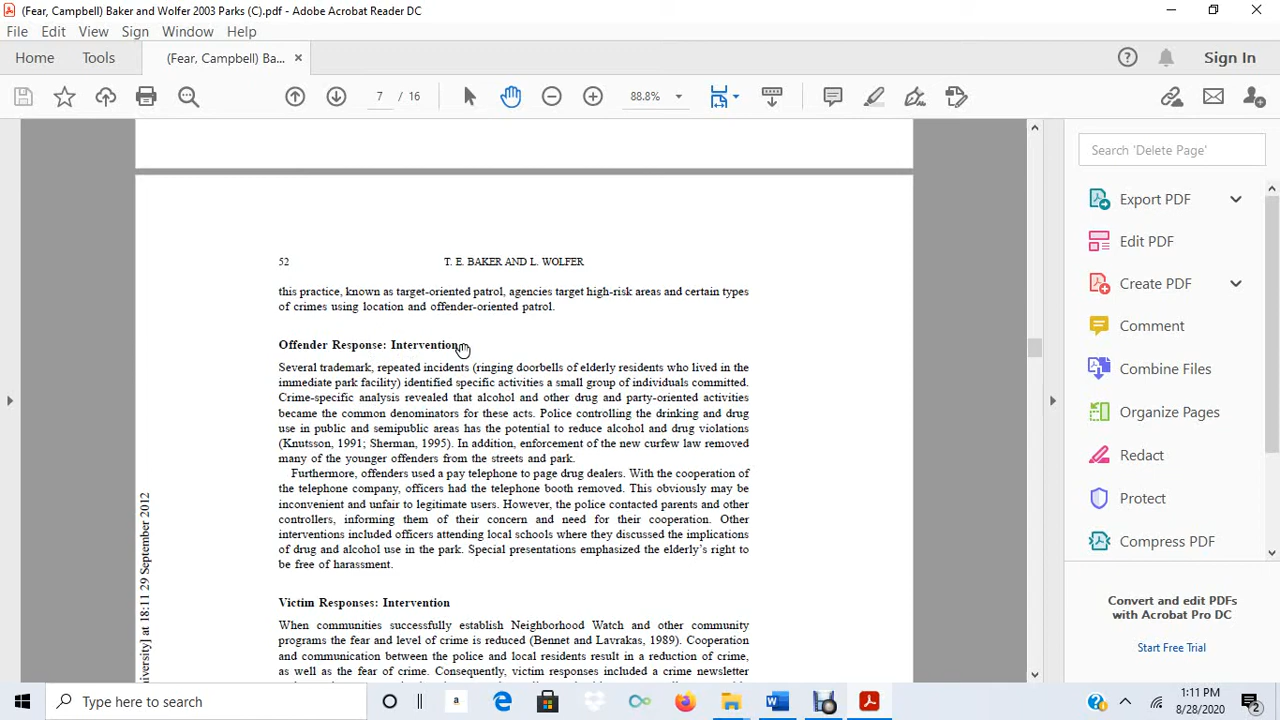 (Fear, Campbell) Baker and Wolfer 2003 Parks (C).pdf - Adobe Acrobat Reader DC
File Edit View Sign Window Help
Home Tools (Fear, Campbell) Ba... × ? Sign In
7 / 16 88.8%
Search 'Delete Page'
Export PDF
Edit PDF
Create PDF
Comment
Combine Files
Organize Pages
Redact
Protect
Compress PDF
Convert and edit PDFs
with Acrobat Pro DC
Start Free Trial
52 T. E. BAKER AND L. WOLFER
this practice, known as target-oriented patrol, agencies target high-risk areas and certain types
of crimes using location and offender-oriented patrol.
Offender Response: Intervention
Several trademark, repeated incidents (ringing doorbells of elderly residents who lived in the
immediate park facility) identified specific activities a small group of individuals committed.
Crime-specific analysis revealed that alcohol and other drug and party-oriented activities
became the common denominators for these acts. Police controlling the drinking and drug
use in public and semipublic areas has the potential to reduce alcohol and drug violations
(Knutsson, 1991; Sherman, 1995). In addition, enforcement of the new curfew law removed
many of the younger offenders from the streets and park.
Furthermore, offenders used a pay telephone to page drug dealers. With the cooperation of
the telephone company, officers had the telephone booth removed. This obviously may be
inconvenient and unfair to legitimate users. However, the police contacted parents and other
controllers, informing them of their concern and need for their cooperation. Other
interventions included officers attending local schools where they discussed the implications
of drug and alcohol use in the park. Special presentations emphasized the elderly's right to
be free of harassment.
Victim Responses: Intervention
When communities successfully establish Neighborhood Watch and other community
programs the fear and level of crime is reduced (Bennet and Lavrakas, 1989). Cooperation
and communication between the police and local residents result in a reduction of crime,
as well as the fear of crime. Consequently, victim responses included a crime newsletter
iversity] at 18:11 29 September 2012
Type here to search
a
W
1:11 PM
8/28/2020
2